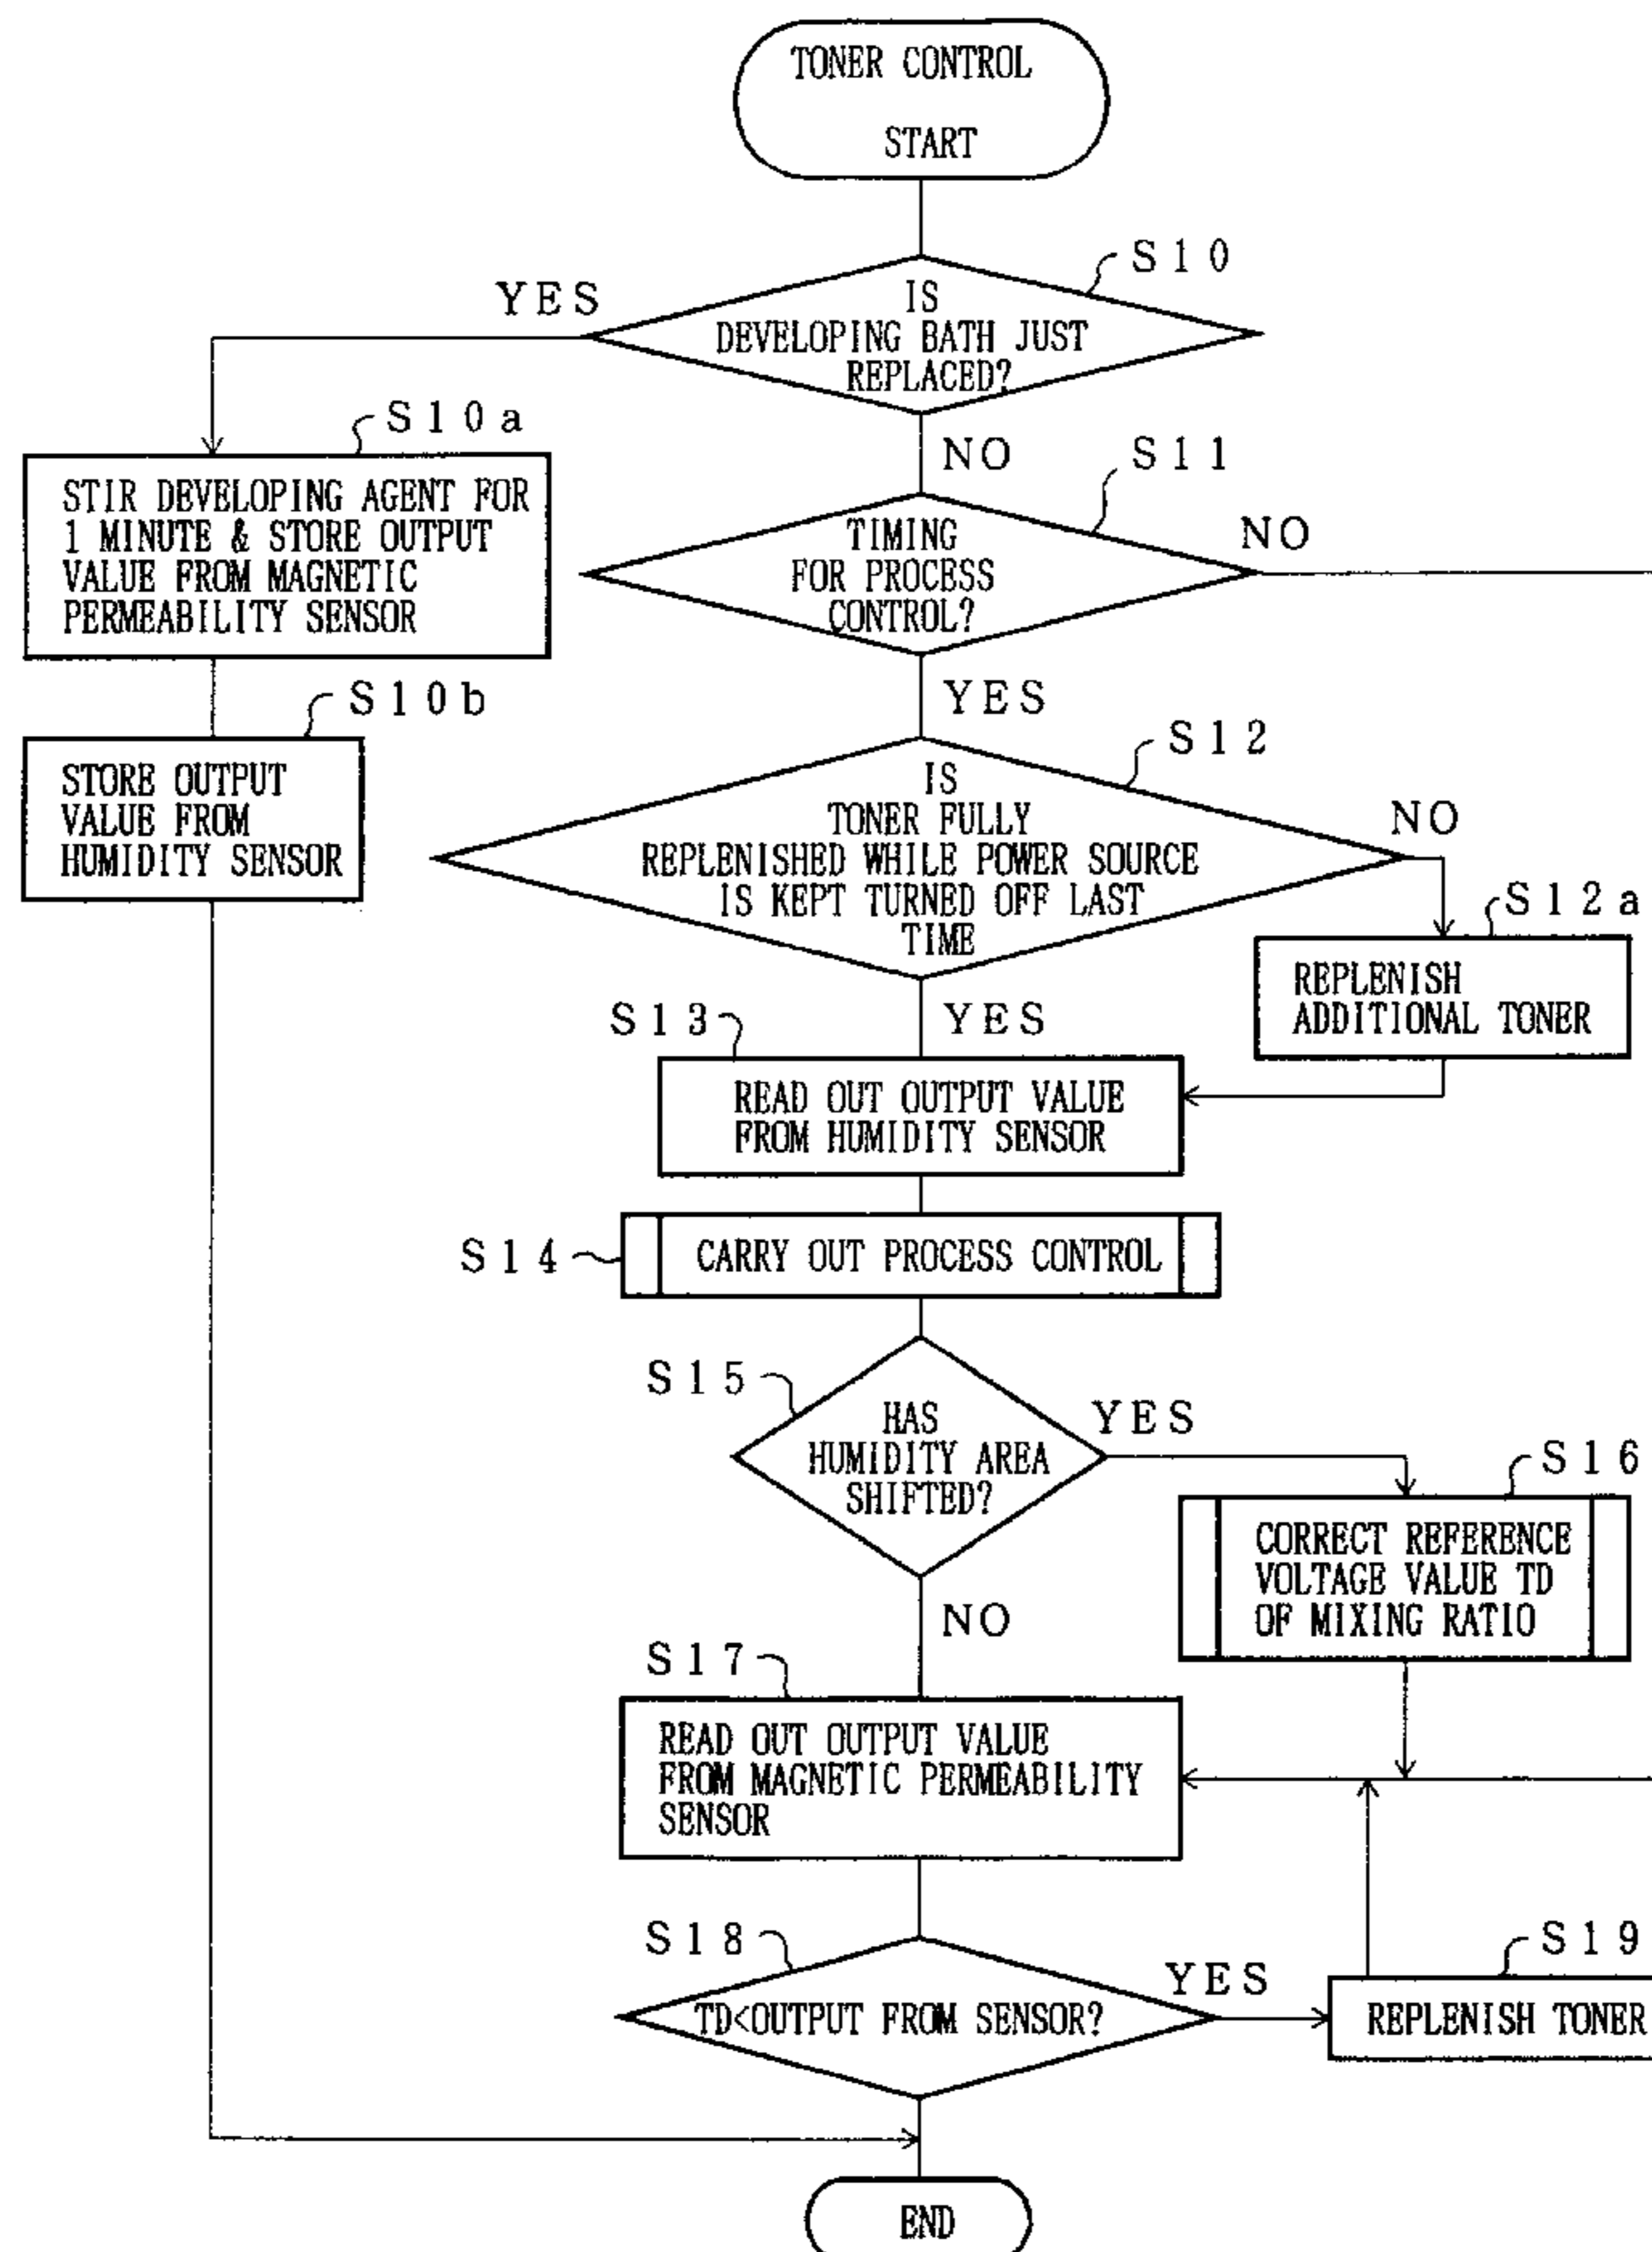 TONER CONTROL
START
S10
YES
IS
DEVELOPING BATH JUST
REPLACED?
S10a
NO
S11
STIR DEVELOPING AGENT FOR
1 MINUTE & STORE OUTPUT
VALUE FROM MAGNETIC
PERMEABILITY SENSOR
TIMING
FOR PROCESS
CONTROL?
NO
S10b
YES
S12
STORE OUTPUT
VALUE FROM
HUMIDITY SENSOR
IS
TONER FULLY
REPLENISHED WHILE POWER SOURCE
IS KEPT TURNED OFF LAST
TIME
NO
S12a
REPLENISH
ADDITIONAL TONER
S13
YES
READ OUT OUTPUT VALUE
FROM HUMIDITY SENSOR
S14
CARRY OUT PROCESS CONTROL
S15
HAS
HUMIDITY AREA
SHIFTED?
YES
S16
CORRECT REFERENCE
VOLTAGE VALUE TD
OF MIXING RATIO
NO
S17
READ OUT OUTPUT VALUE
FROM MAGNETIC PERMEABILITY
SENSOR
S18
TD<OUTPUT FROM SENSOR?
YES
S19
REPLENISH TONER
END